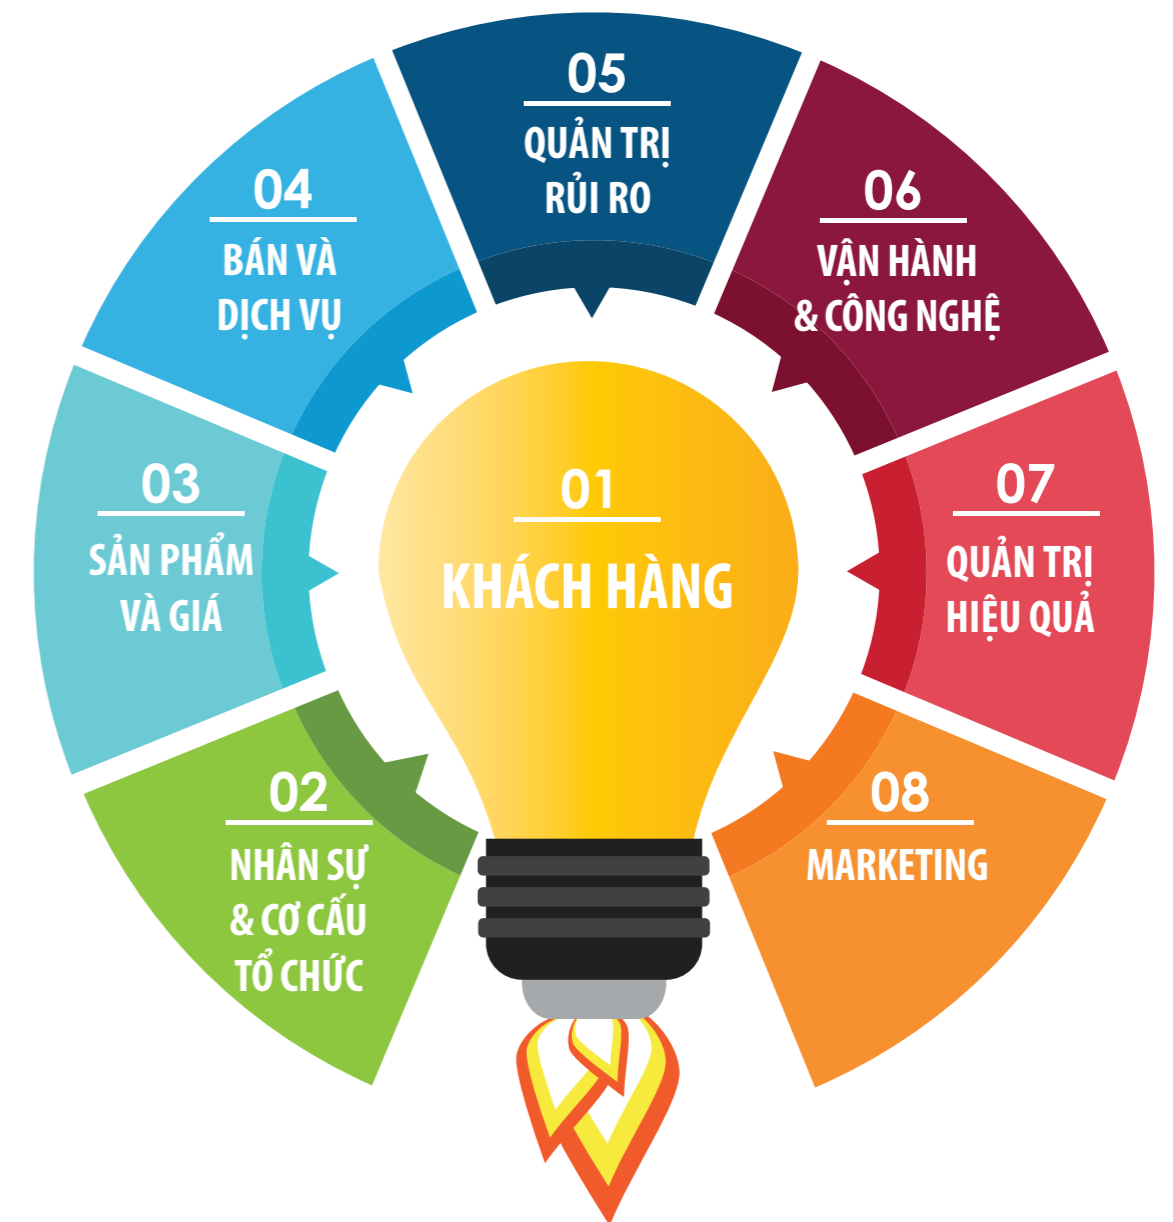 01
KHÁCH HÀNG
02
NHÂN SỰ
& CƠ CẤU
TỔ CHỨC
03
SẢN PHẨM
VÀ GIÁ
04
BÁN VÀ
DỊCH VỤ
05
QUẢN TRỊ
RỦI RO
06
VẬN HÀNH
& CÔNG NGHỆ
07
QUẢN TRỊ
HIỆU QUẢ
08
MARKETING